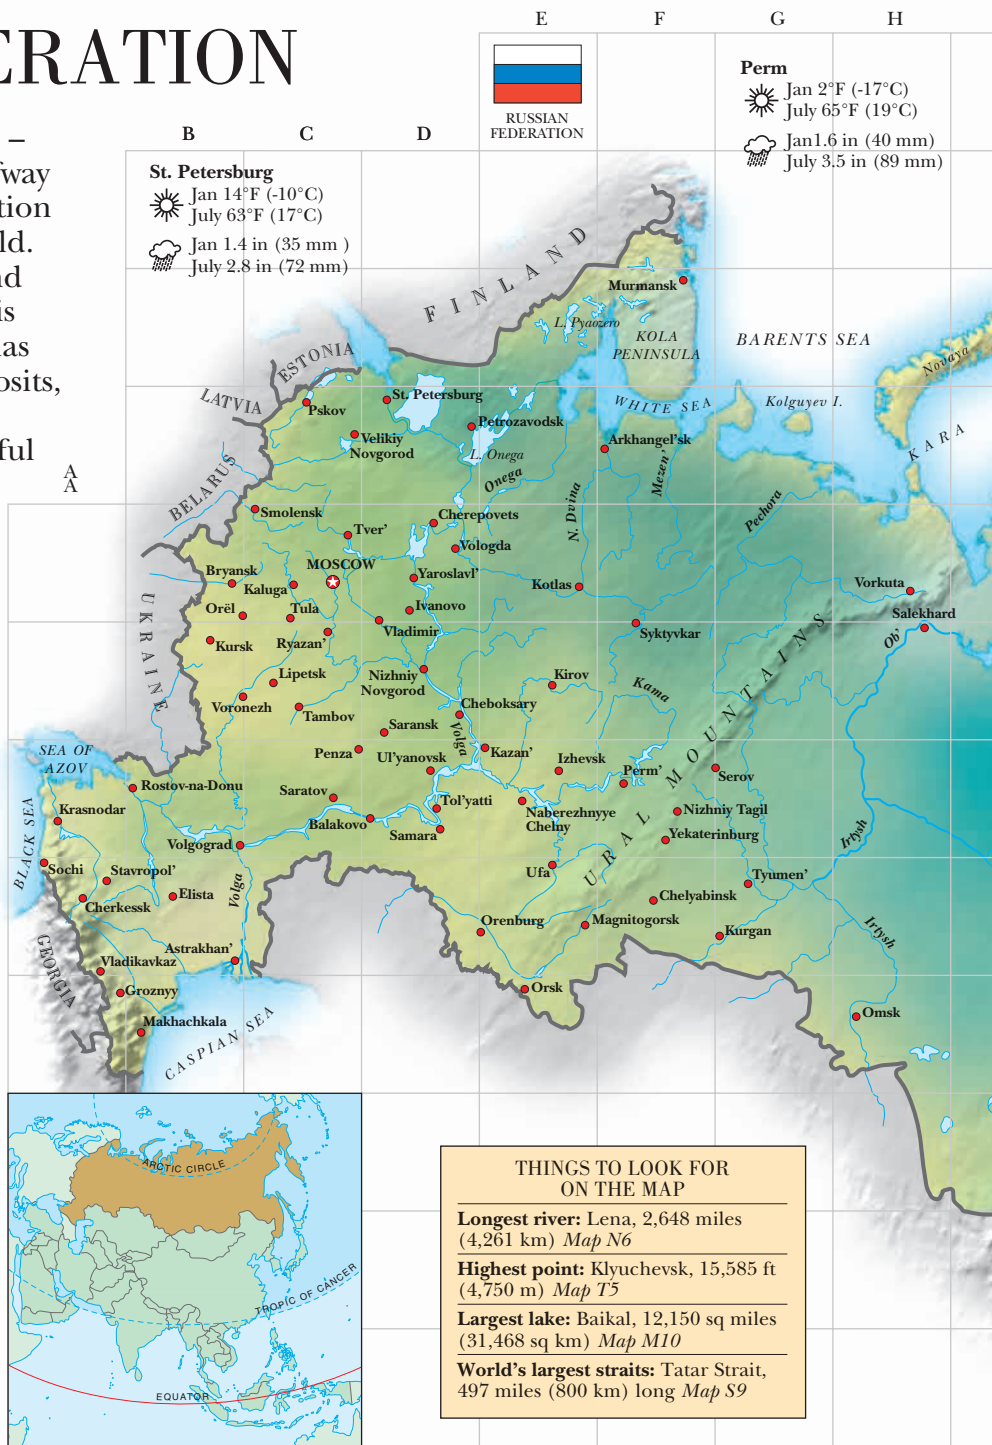 ERATION
–
way
tion
ld.
nd
is
as
osits,
ful
A
A
B
C
D
E
F
G
H
RUSSIAN
FEDERATION
St. Petersburg
Jan 14°F (-10°C)
July 63°F (17°C)
Jan 1.4 in (35 mm )
July 2.8 in (72 mm)
Perm
Jan 2°F (-17°C)
July 65°F (19°C)
Jan1.6 in (40 mm)
July 3.5 in (89 mm)
FINLAND
Murmansk
L. Pyaozero
KOLA
PENINSULA
BARENTS SEA
Novaya
ESTONIA
LATVIA
Pskov
St. Petersburg
WHITE SEA
Kolguyev I.
KARA
Velikiy
Novgorod
Petrozavodsk
L. Onega
Onega
Arkhangel'sk
Mezen'
BELARUS
Smolensk
Cherepovets
N. Dvina
Pechora
Tver'
Vologda
MOSCOW
Bryansk
Kaluga
Yaroslavl'
Kotlas
Vorkuta
Orël
Tula
Ivanovo
Salekhard
UKRAINE
Kursk
Ryazan'
Vladimir
Syktyvkar
Ob'
Lipetsk
Nizhniy
Novgorod
Kirov
Kama
Voronezh
Tambov
Cheboksary
Saransk
Volga
SEA OF
AZOV
Penza
Ul'yanovsk
Kazan'
Izhevsk
Perm'
Serov
URAL MOUNTAINS
Rostov-na-Donu
Saratov
Tol'yatti
Naberezhnyye
Chelny
Nizhniy Tagil
Krasnodar
Balakovo
Samara
Yekaterinburg
Irtysh
BLACK SEA
Volgograd
Sochi
Stavropol'
Ufa
Tyumen'
Elista
Volga
Chelyabinsk
Cherkessk
Orenburg
Magnitogorsk
Kurgan
Irtysh
GEORGIA
Astrakhan'
Vladikavkaz
Groznyy
Orsk
Omsk
Makhachkala
CASPIAN SEA
ARCTIC CIRCLE
TROPIC OF CANCER
EQUATOR
THINGS TO LOOK FOR
ON THE MAP
Longest river: Lena, 2,648 miles
(4,261 km) Map N6
Highest point: Klyuchevsk, 15,585 ft
(4,750 m) Map T5
Largest lake: Baikal, 12,150 sq miles
(31,468 sq km) Map M10
World's largest straits: Tatar Strait,
497 miles (800 km) long Map S9